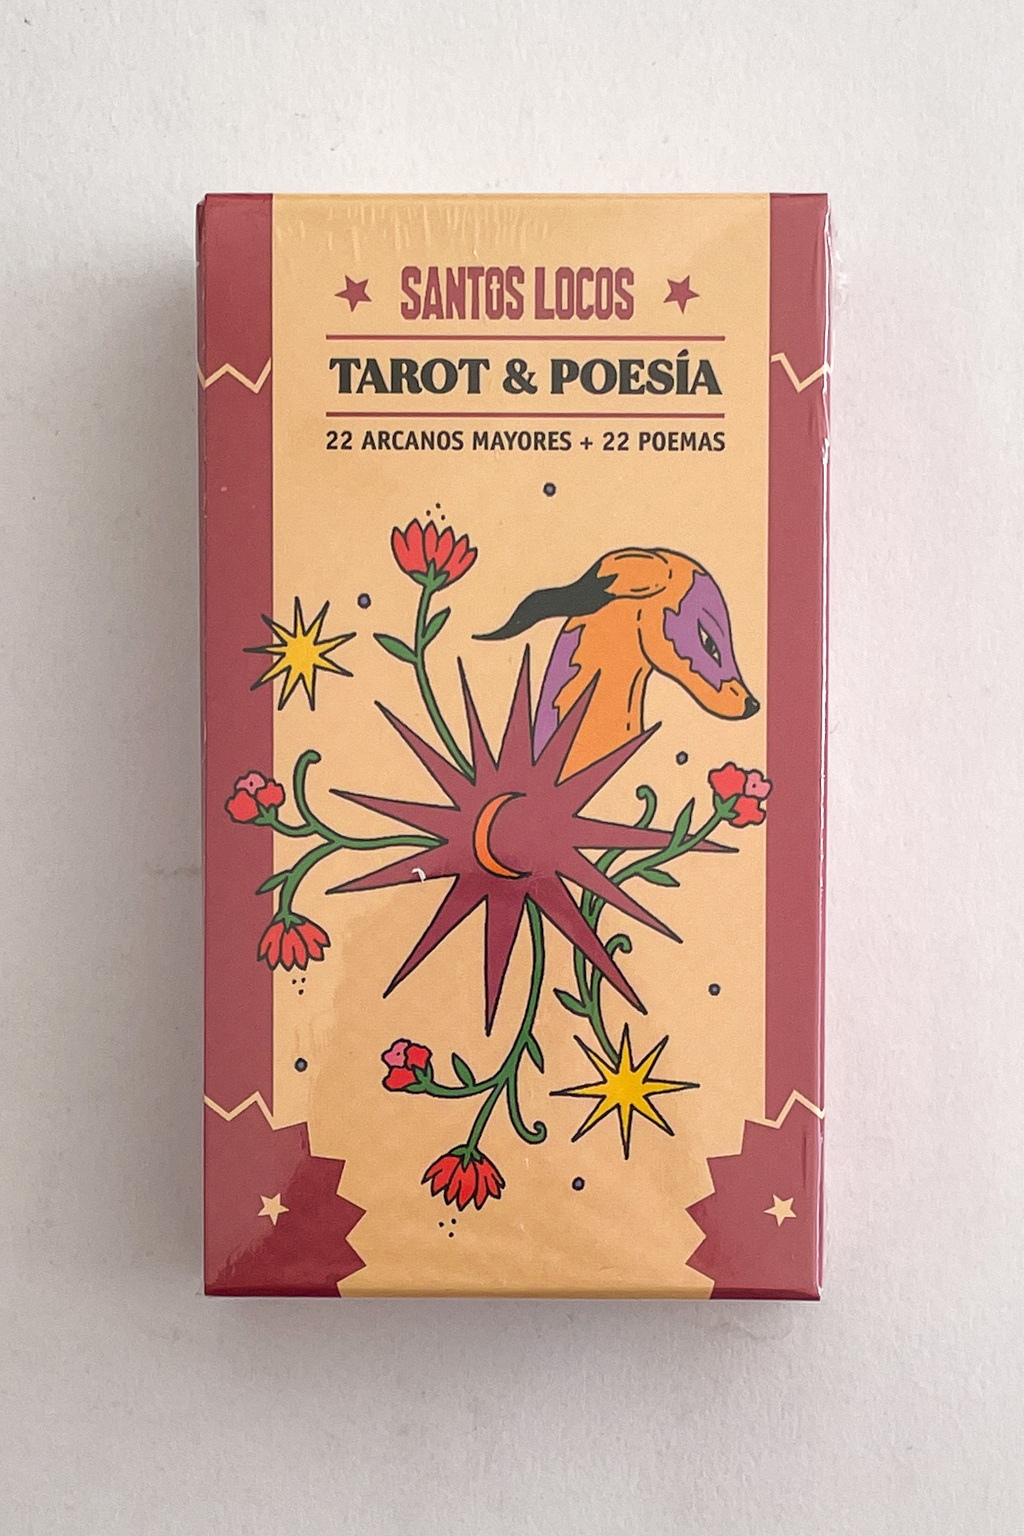 SANTOS LOCOS
TAROT & POESÍA
22 ARCANOS MAYORES + 22 POEMAS